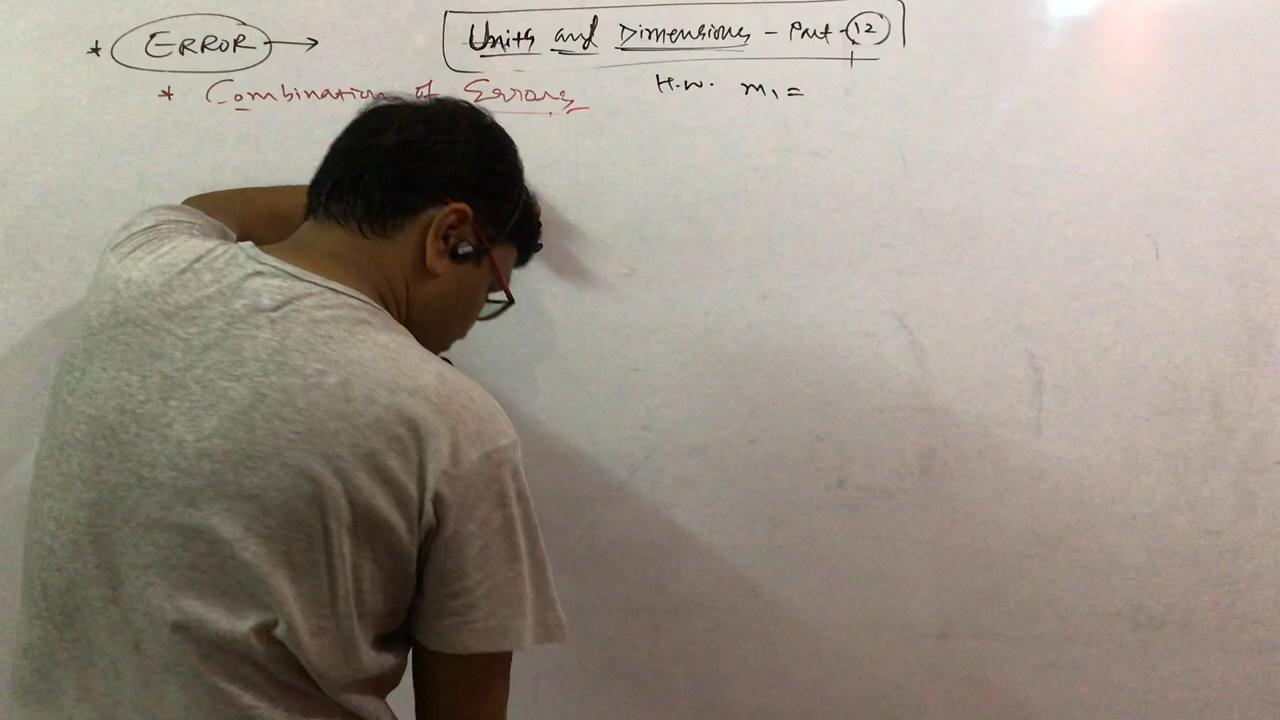 * ERROR → Units and Dimensions - Part - 12
* Combination of Errors H.W. m₁ =